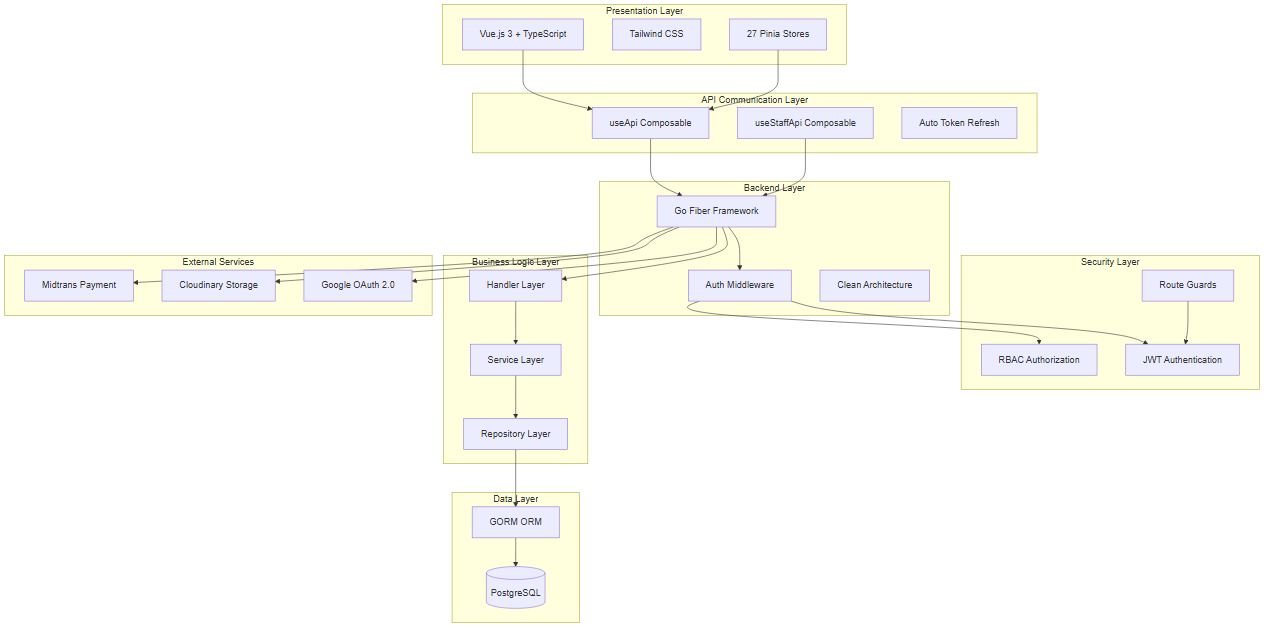 Presentation Layer
Vue.js 3 + TypeScript
Tailwind CSS
27 Pinia Stores
API Communication Layer
useApi Composable
useStaffApi Composable
Auto Token Refresh
Backend Layer
Go Fiber Framework
Auth Middleware
Clean Architecture
External Services
Midtrans Payment
Cloudinary Storage
Google OAuth 2.0
Business Logic Layer
Handler Layer
Service Layer
Repository Layer
Security Layer
Route Guards
RBAC Authorization
JWT Authentication
Data Layer
GORM ORM
PostgreSQL